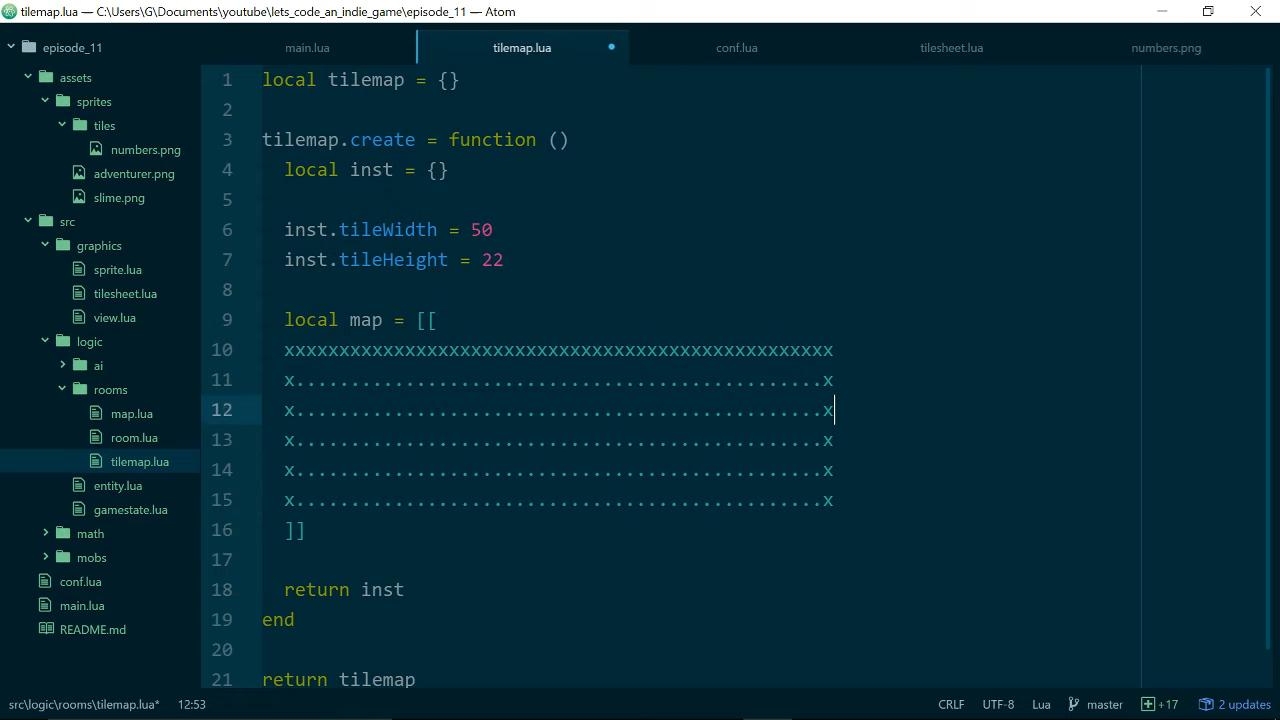 tilemap.lua — C:\Users\G\Documents\youtube\lets_code_an_indie_game\episode_11 — Atom
episode_11
main.lua
tilemap.lua
conf.lua
tilesheet.lua
numbers.png
assets
sprites
tiles
numbers.png
adventurer.png
slime.png
src
graphics
sprite.lua
tilesheet.lua
view.lua
logic
ai
rooms
map.lua
room.lua
tilemap.lua
entity.lua
gamestate.lua
math
mobs
conf.lua
main.lua
README.md
1 local tilemap = {}
2
3 tilemap.create = function ()
4   local inst = {}
5
6   inst.tileWidth = 50
7   inst.tileHeight = 22
8
9   local map = [[
10   xxxxxxxxxxxxxxxxxxxxxxxxxxxxxxxxxxxxxxxxxxxxxxxxxx
11   x................................................x
12   x................................................x
13   x................................................x
14   x................................................x
15   x................................................x
16   ]]
17
18   return inst
19 end
20
21 return tilemap
src\logic\rooms\tilemap.lua* 12:53 CRLF UTF-8 Lua master +17 2 updates